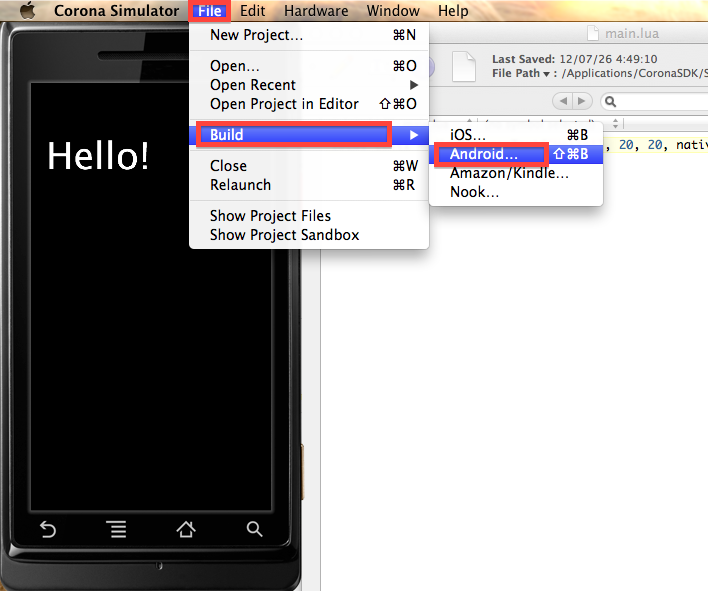 Corona Simulator File Edit Hardware Window Help
New Project... ⌘N
Open... ⌘O
Open Recent ▶
Open Project in Editor ⇧⌘O
Build ▶
Close ⌘W
Relaunch ⌘R
Show Project Files
Show Project Sandbox
iOS... ⌘B
Android... ⇧⌘B
Amazon/Kindle...
Nook...
Hello!
main.lua
Last Saved: 12/07/26 4:49:10
File Path ▾ : /Applications/CoronaSDK/S
, 20, 20, nativ